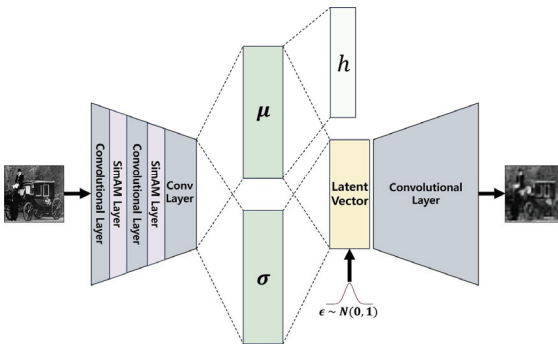 Convolutional Layer
SimAM Layer
Convolutional Layer
SimAM Layer
Conv
Layer
μ
σ
h
Latent
Vector
ϵ ~ N(0, 1)
Convolutional
Layer